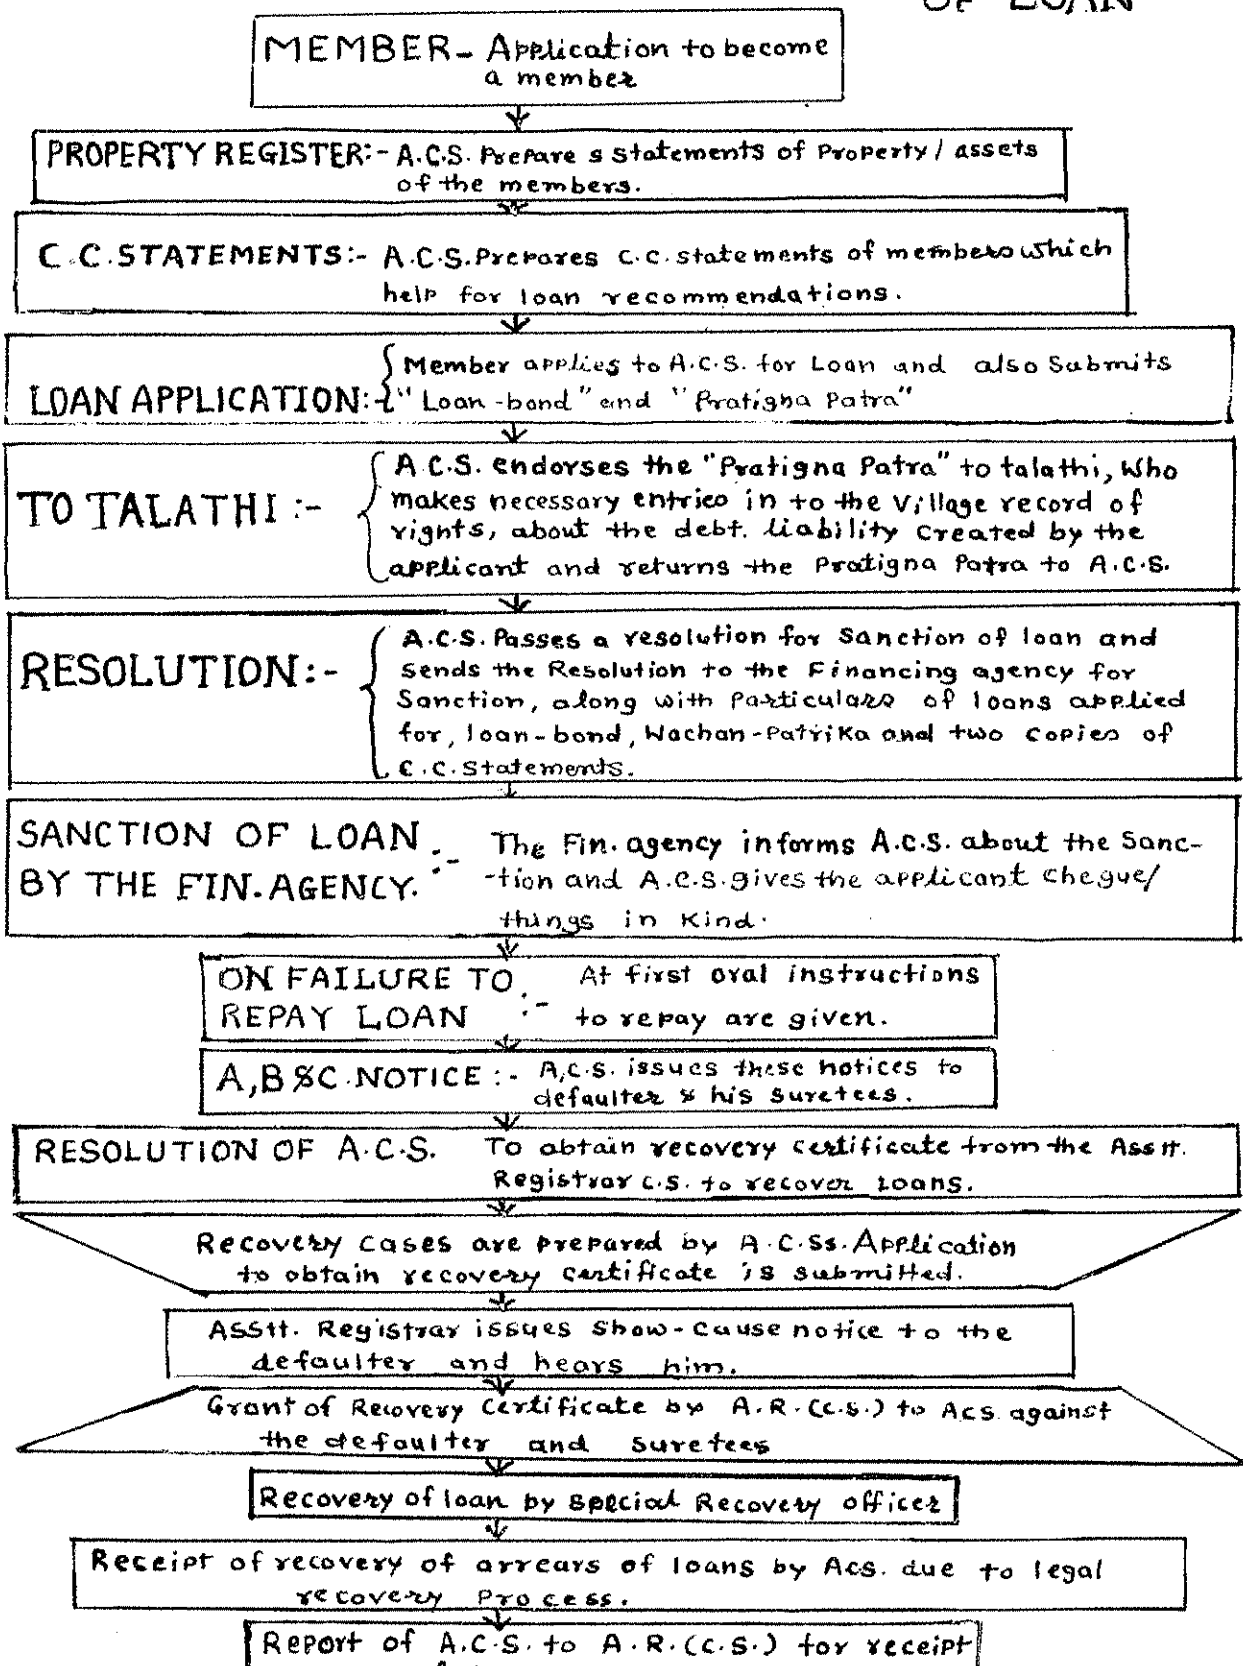 OF LOAN
MEMBER - Application to become
a member
PROPERTY REGISTER:- A.C.S. Prepare s statements of Property / assets
of the members.
C.C. STATEMENTS:- A.C.S. Prepares C.C. statements of members which
help for loan recommendations.
Member applies to A.C.S. for Loan and also Submits
LOAN APPLICATION:- "Loan-bond" and "Pratigna Patra"
A.C.S. endorses the "Pratigna Patra" to talathi, who
TO TALATHI :- makes necessary entries in to the Village record of
rights, about the debt. liability created by the
applicant and returns the Pratigna Patra to A.C.S.
A.C.S. Passes a resolution for Sanction of loan and
RESOLUTION:- Sends the Resolution to the Financing agency for
Sanction, along with Particulars of loans applied
for, loan-bond, Wachan-Patrika and two copies of
C.C. Statements.
SANCTION OF LOAN :- The Fin. agency informs A.C.S. about the Sanc-
BY THE FIN. AGENCY. -tion and A.C.S. gives the applicant cheque/
things in kind.
ON FAILURE TO :- At first oral instructions
REPAY LOAN to repay are given.
A, B & C. NOTICE :- A.C.S. issues these notices to
defaulter & his suretees.
RESOLUTION OF A.C.S. To obtain recovery certificate from the Asstt.
Registrar C.S. to recover loans.
Recovery cases are prepared by A.C.Ss. Application
to obtain recovery certificate is submitted.
Asstt. Registrar issues show-cause notice to the
defaulter and hears him.
Grant of Recovery Certificate by A.R. (C.S.) to Acs. against
the defaulter and suretees
Recovery of loan by special Recovery officer
Receipt of recovery of arrears of loans by Acs. due to legal
recovery Process.
Report of A.C.S. to A.R. (C.S.) for receipt